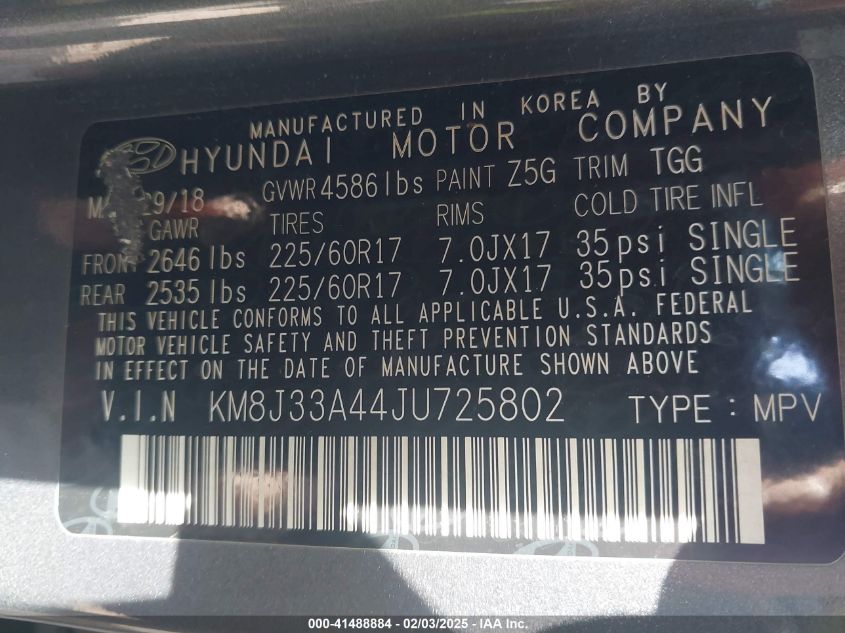 MANUFACTURED IN KOREA BY
HYUNDAI MOTOR COMPANY
29/18 GVWR 4586lbs PAINT Z5G TRIM TGG
GAWR TIRES RIMS COLD TIRE INFL
FRONT 2646 lbs 225/60R17 7.0JX17 35psi SINGLE
REAR 2535 lbs 225/60R17 7.0JX17 35psi SINGLE
THIS VEHICLE CONFORMS TO ALL APPLICABLE U.S.A. FEDERAL
MOTOR VEHICLE SAFETY AND THEFT PREVENTION STANDARDS
IN EFFECT ON THE DATE OF MANUFACTURE SHOWN ABOVE
V.I.N KM8J33A44JU725802 TYPE : MPV
000-41488884 - 02/03/2025 - IAA Inc.